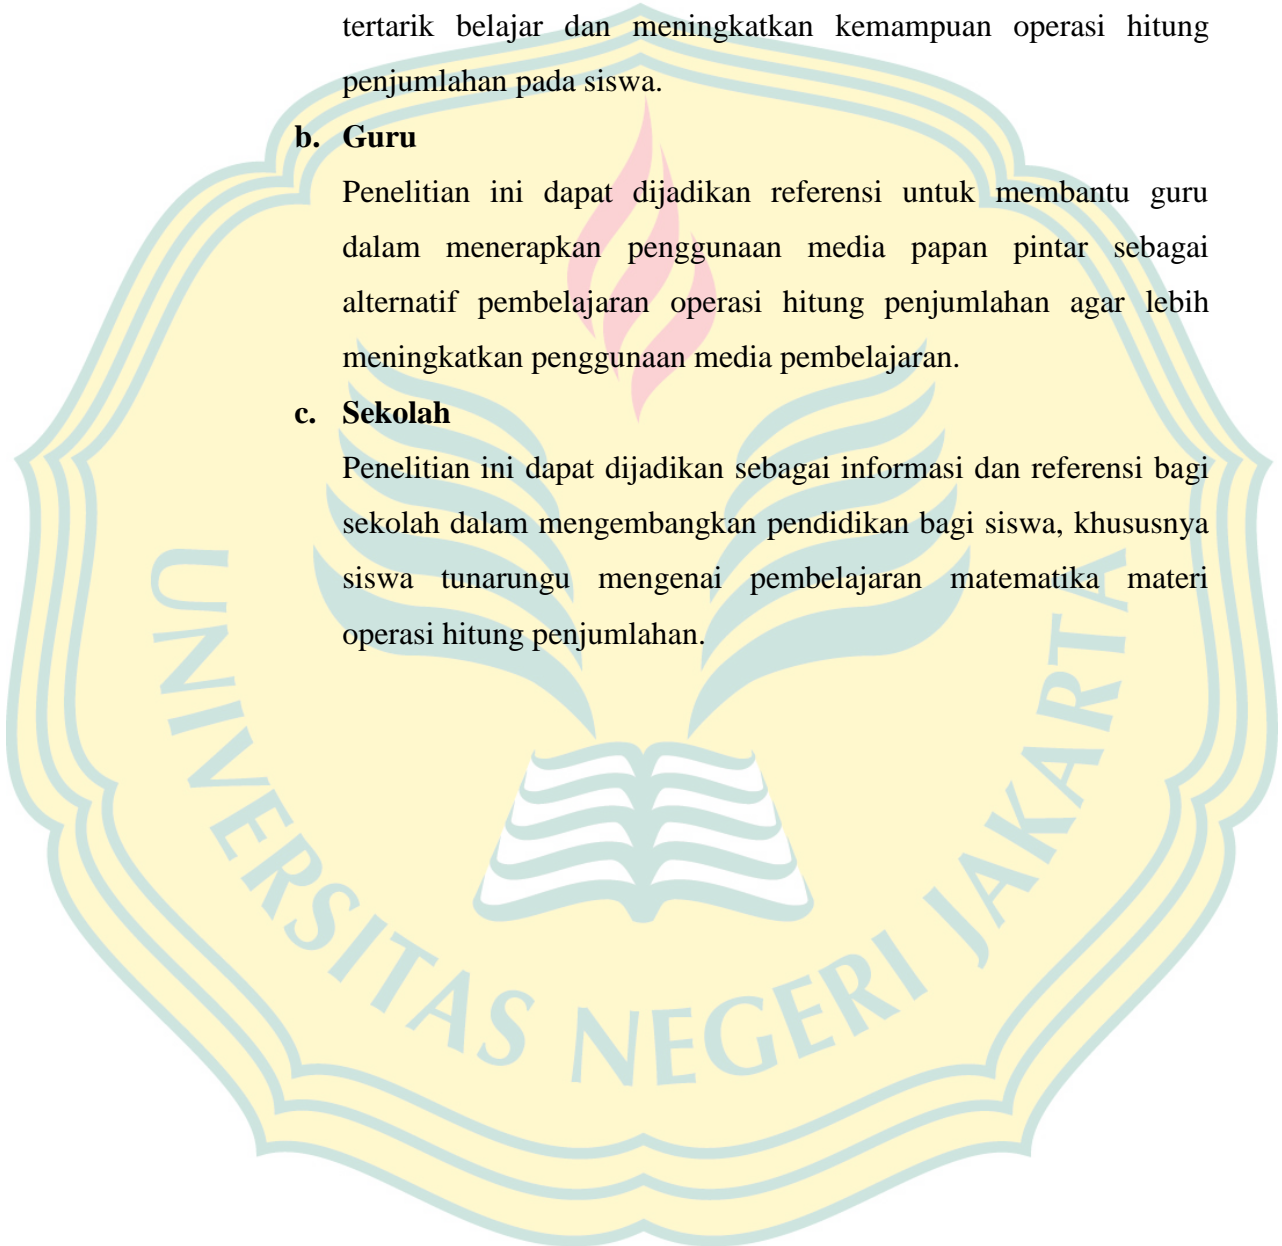 tertarik belajar dan meningkatkan kemampuan operasi hitung
penjumlahan pada siswa.
b. Guru
Penelitian ini dapat dijadikan referensi untuk membantu guru
dalam menerapkan penggunaan media papan pintar sebagai
alternatif pembelajaran operasi hitung penjumlahan agar lebih
meningkatkan penggunaan media pembelajaran.
c. Sekolah
Penelitian ini dapat dijadikan sebagai informasi dan referensi bagi
sekolah dalam mengembangkan pendidikan bagi siswa, khususnya
siswa tunarungu mengenai pembelajaran matematika materi
operasi hitung penjumlahan.
UNIVERSITAS NEGERI JAKARTA